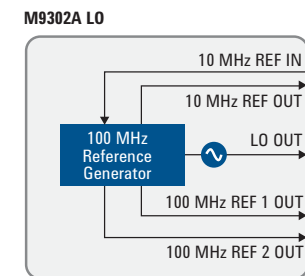 M9302A LO
10 MHz REF IN
10 MHz REF OUT
100 MHz
Reference
Generator
LO OUT
100 MHz REF 1 OUT
100 MHz REF 2 OUT